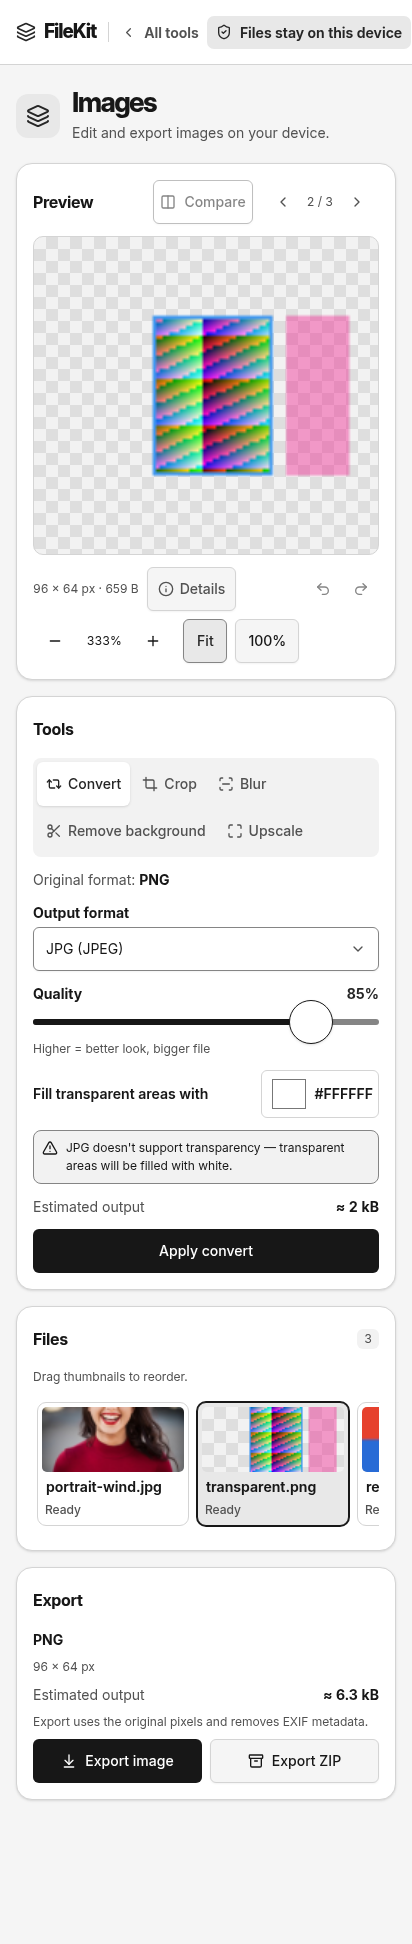 FileKit
All tools
Files stay on this device
Images
Edit and export images on your device.
Preview
Compare
2 / 3
96 × 64 px · 659 B
Details
333%
Fit
100%
Tools
Convert
Crop
Blur
Remove background
Upscale
Original format: PNG
Output format
JPG (JPEG)
Quality
85%
Higher = better look, bigger file
Fill transparent areas with
#FFFFFF
JPG doesn't support transparency — transparent
areas will be filled with white.
Estimated output
≈ 2 kB
Apply convert
Files
3
Drag thumbnails to reorder.
portrait-wind.jpg
Ready
transparent.png
Ready
re
Re
Export
PNG
96 × 64 px
Estimated output
≈ 6.3 kB
Export uses the original pixels and removes EXIF metadata.
Export image
Export ZIP